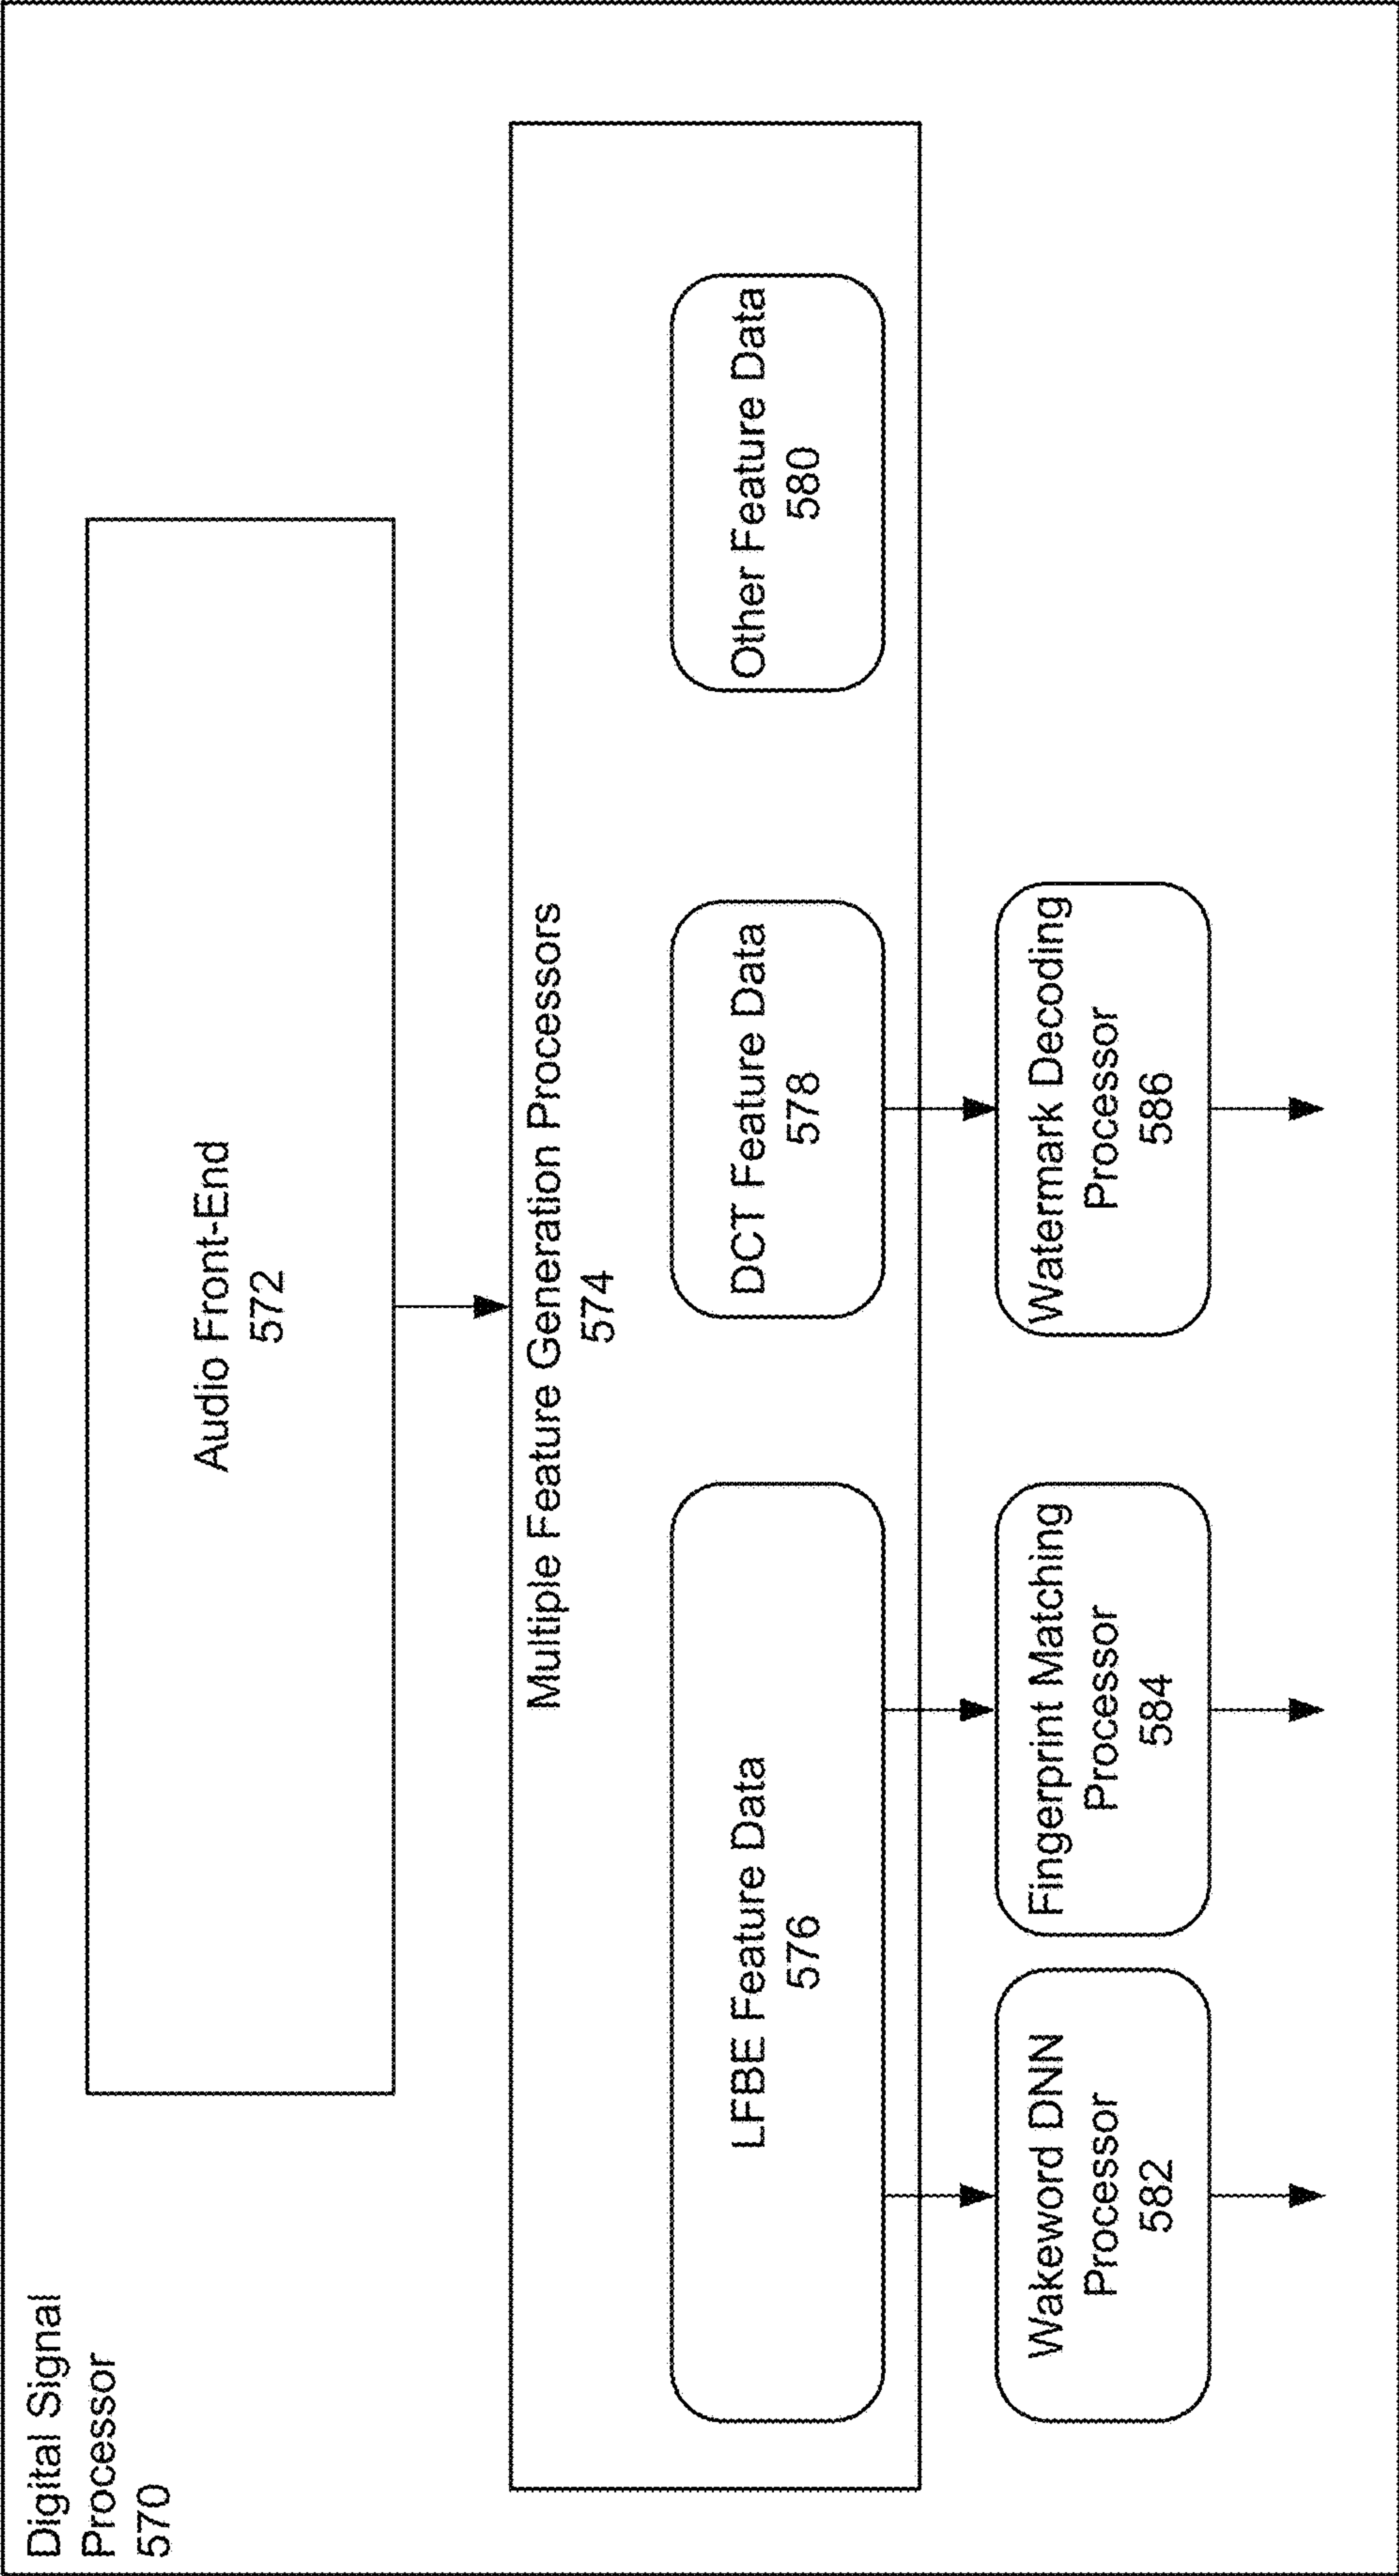 Digital Signal
Processor
570
Audio Front-End
572
Multiple Feature Generation Processors
574
LFBE Feature Data
576
DCT Feature Data
578
Other Feature Data
580
Wakeword DNN
Processor
582
Fingerprint Matching
Processor
584
Watermark Decoding
Processor
586